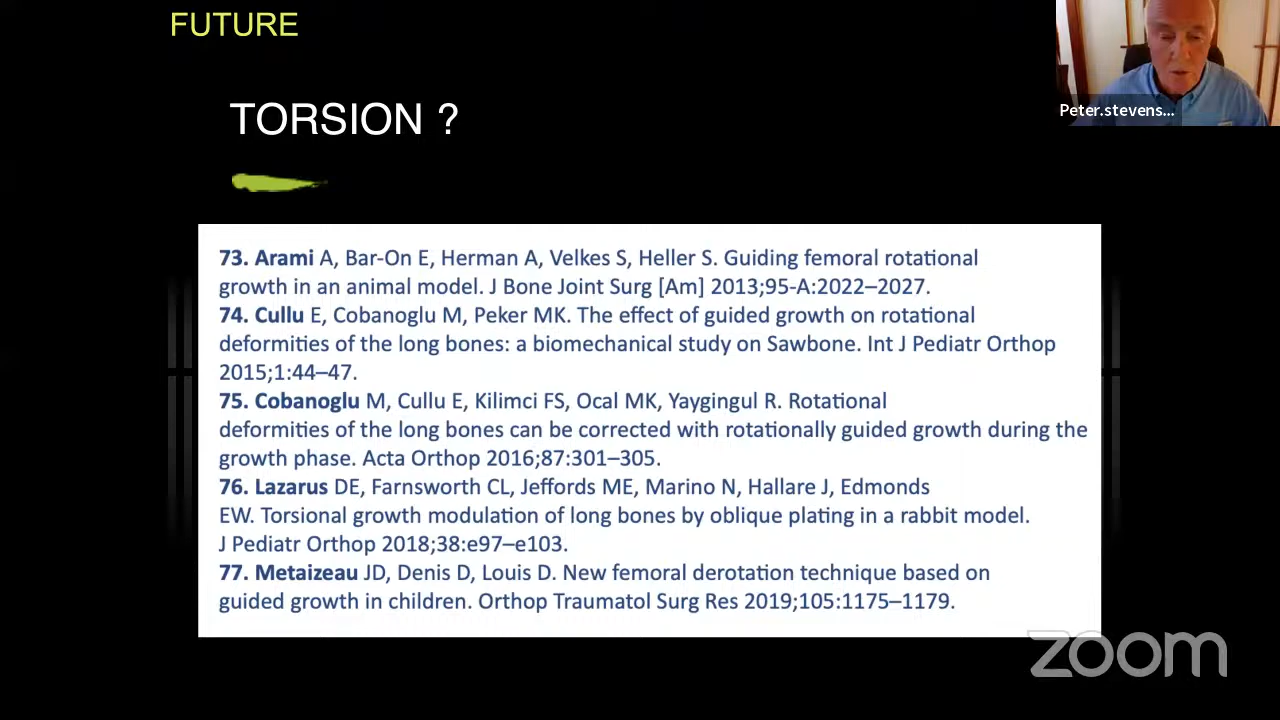 FUTURE
TORSION ?
Peter.stevens...
73. Arami A, Bar-On E, Herman A, Velkes S, Heller S. Guiding femoral rotational
growth in an animal model. J Bone Joint Surg [Am] 2013;95-A:2022–2027.
74. Cullu E, Cobanoglu M, Peker MK. The effect of guided growth on rotational
deformities of the long bones: a biomechanical study on Sawbone. Int J Pediatr Orthop
2015;1:44–47.
75. Cobanoglu M, Cullu E, Kilimci FS, Ocal MK, Yaygingul R. Rotational
deformities of the long bones can be corrected with rotationally guided growth during the
growth phase. Acta Orthop 2016;87:301–305.
76. Lazarus DE, Farnsworth CL, Jeffords ME, Marino N, Hallare J, Edmonds
EW. Torsional growth modulation of long bones by oblique plating in a rabbit model.
J Pediatr Orthop 2018;38:e97–e103.
77. Metaizeau JD, Denis D, Louis D. New femoral derotation technique based on
guided growth in children. Orthop Traumatol Surg Res 2019;105:1175–1179.
zoom